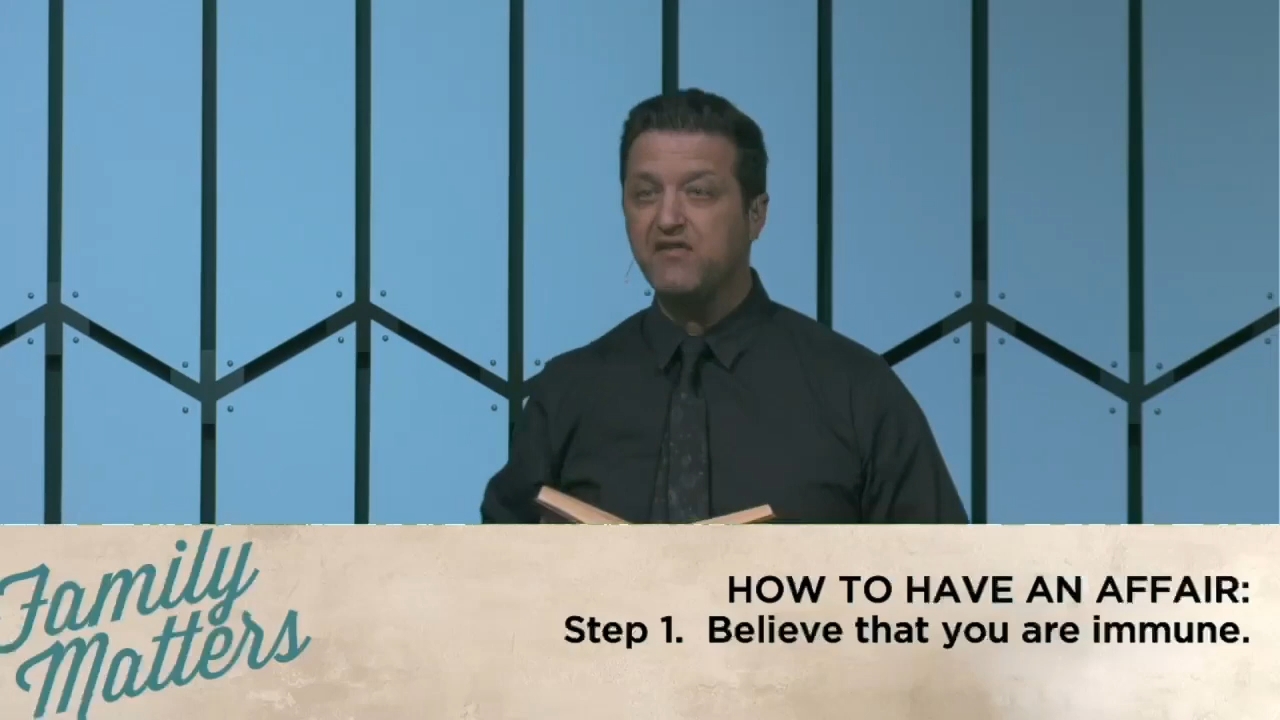 Family
Matters
HOW TO HAVE AN AFFAIR:
Step 1.  Believe that you are immune.